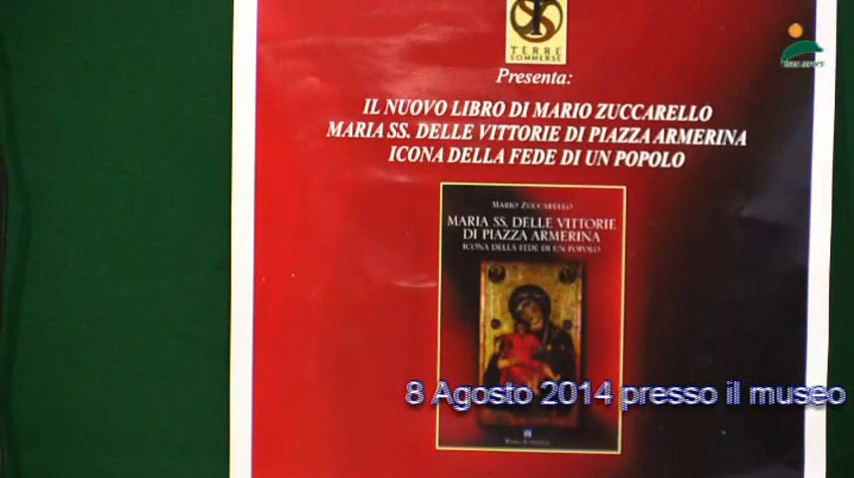 TERRE
SOMMERSE
Presenta:
IL NUOVO LIBRO DI MARIO ZUCCARELLO
MARIA SS. DELLE VITTORIE DI PIAZZA ARMERINA
ICONA DELLA FEDE DI UN POPOLO
MARIO ZUCCARELLO
MARIA SS. DELLE VITTORIE
DI PIAZZA ARMERINA
ICONA DELLA FEDE DI UN POPOLO
8 Agosto 2014 presso il museo